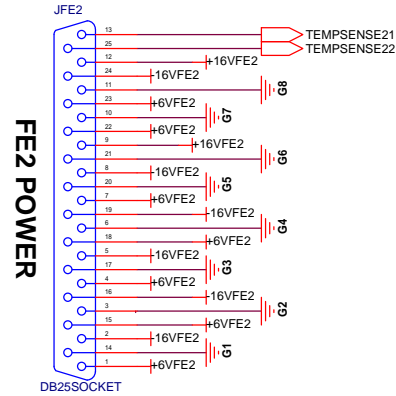 JFE2
13 TEMPSENSE21
25 TEMPSENSE22
12 +16VFE2
24 -16VFE2
11 G8
23 +6VFE2
10 G7
22 +6VFE2
9 +16VFE2
21 G6
8 -16VFE2
20 G5
7 +6VFE2
19 -16VFE2
6 G4
18 +6VFE2
5 -16VFE2
17 G3
4 +6VFE2
16 -16VFE2
3 G2
15 +6VFE2
2 -16VFE2
14 G1
1 +6VFE2
DB25SOCKET
FE2 POWER